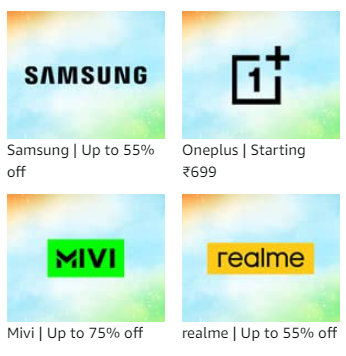 SAMSUNG
Samsung | Up to 55%
off
1+
Oneplus | Starting
₹699
MIVI
Mivi | Up to 75% off
realme
realme | Up to 55% off